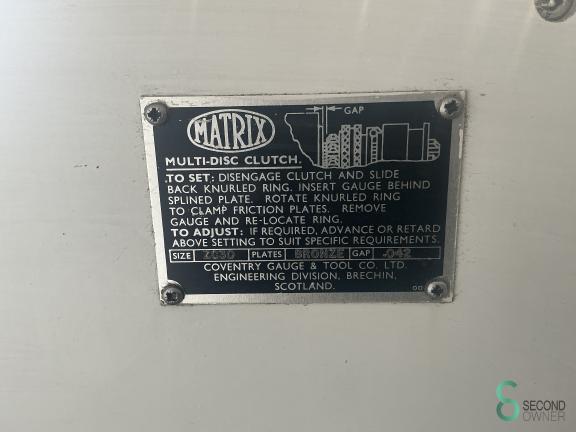 GAP
MATRIX
MULTI-DISC CLUTCH.
TO SET: DISENGAGE CLUTCH AND SLIDE
BACK KNURLED RING. INSERT GAUGE BEHIND
SPLINED PLATE. ROTATE KNURLED RING
TO CLAMP FRICTION PLATES. REMOVE
GAUGE AND RE-LOCATE RING.
TO ADJUST: IF REQUIRED, ADVANCE OR RETARD
ABOVE SETTING TO SUIT SPECIFIC REQUIREMENTS.
SIZE PLATES BRONZE GAP .042
COVENTRY GAUGE & TOOL CO. LTD.
ENGINEERING DIVISION, BRECHIN,
SCOTLAND.
SECOND
OWNER